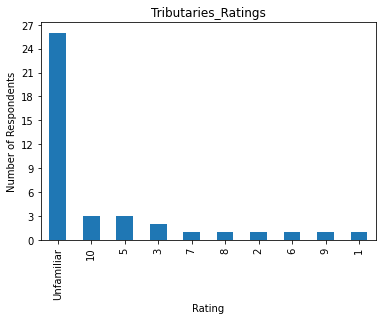 Tributaries_Ratings
Number of Respondents
27
24
21
18
15
12
9
6
3
0
Unfamiliar 10 5 3 7 8 2 6 9 1
Rating